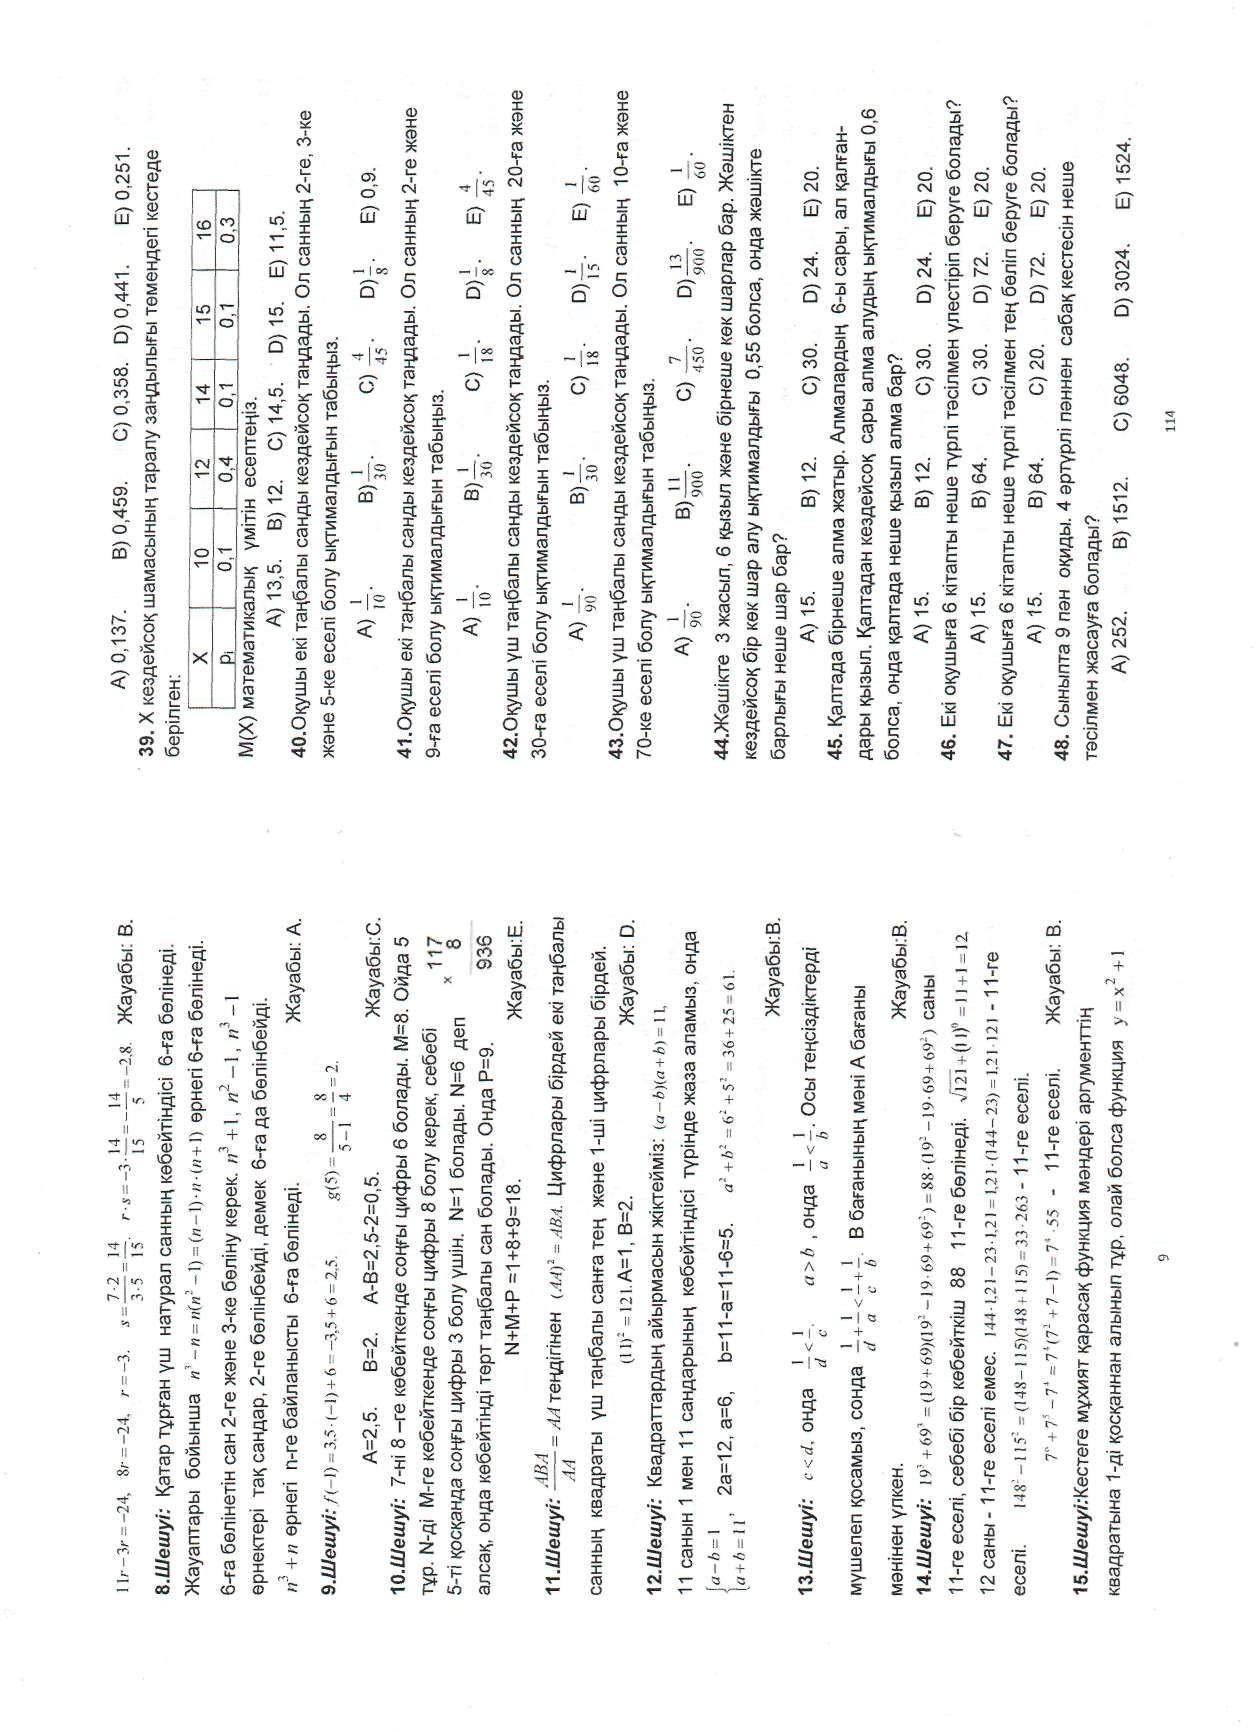 11r−3r=−24,  8r=−24,  r=−3.  s=7·2/3·5=14/15.  r·s=−3·14/15=−14/5=−2,8.  Жауабы: B.
8.Шешуі: Қатар тұрған үш натурал санның көбейтіндісі 6-ға бөлінеді.
Жауаптары бойынша n³−n=n(n²−1)=(n−1)·n·(n+1) өрнегі 6-ға бөлінеді.
6-ға бөлінетін сан 2-ге және 3-ке бөліну керек. n³+1, n²−1, n³−1
өрнектері тақ сандар, 2-ге бөлінбейді, демек 6-ға да бөлінбейді.
n³+n өрнегі n-ге байланысты 6-ға бөлінеді.  Жауабы: A.
9.Шешуі: f(−1)=3,5·(−1)+6=−3,5+6=2,5.  g(5)=8/5−1=8/4=2.
A=2,5.  B=2.  A-B=2,5-2=0,5.  Жауабы:C.
10.Шешуі: 7-ні 8 –ге көбейткенде соңғы цифры 6 болады. M=8. Ойда 5
тұр. N-ді M-ге көбейткенде соңғы цифры 8 болу керек, себебі × 117
5-ті қосқанда соңғы цифры 3 болу үшін. N=1 болады. N=6 деп 8
алсақ, онда көбейтінді төрт таңбалы сан болады. Онда P=9. 936
N+M+P =1+8+9=18.  Жауабы:E.
11.Шешуі: ABA/AA=AA теңдігінен (AA)²=ABA. Цифрлары бірдей екі таңбалы
санның квадраты үш таңбалы санға тең және 1-ші цифрлары бірдей.
(11)²=121.A=1, B=2.  Жауабы: D.
12.Шешуі: Квадраттардың айырмасын жіктейміз: (a−b)(a+b)=11,
11 санын 1 мен 11 сандарының көбейтіндісі түрінде жаза аламыз, онда
{a−b=1 a+b=11,  2a=12, a=6,  b=11-a=11-6=5.  a²+b²=6²+5²=36+25=61.
Жауабы:B.
13.Шешуі: c<d, онда 1/d<1/c.  a>b, онда 1/a<1/b. Осы теңсіздіктерді
мүшелеп қосамыз, сонда 1/d+1/a<1/c+1/b. B бағанының мәні A бағаны
мәнінен үлкен.  Жауабы:B.
14.Шешуі: 19³+69³=(19+69)(19²−19·69+69²)=88·(19²−19·69+69²) саны
11-ге еселі, себебі бір көбейткіш 88 11-ге бөлінеді. √121+(11)⁰=11+1=12
12 саны - 11-ге еселі емес. 144·1,21−23·1,21=1,21·(144−23)=1,21·121 - 11-ге
еселі.  148²−115²=(148−115)(148+115)=33·263 - 11-ге еселі.
7⁶+7⁵−7⁴=7⁴(7²+7−1)=7⁴·55 - 11-ге еселі.  Жауабы: B.
15.Шешуі:Кестеге мұхият қарасақ функция мәндері аргументтің
квадратына 1-ді қосқаннан алынып тұр, олай болса функция y=x²+1
9
A) 0,137.  B) 0,459.  C) 0,358.  D) 0,441.  E) 0,251.
39. X кездейсоқ шамасының таралу заңдылығы төмендегі кестеде
берілген:
X 10 12 14 15 16
pᵢ 0,1 0,4 0,1 0,1 0,3
M(X) математикалық үмітін есептеңіз.
A) 13,5.  B) 12.  C) 14,5.  D) 15.  E) 11,5.
40.Оқушы екі таңбалы санды кездейсоқ таңдады. Ол санның 2-ге, 3-ке
және 5-ке еселі болу ықтималдығын табыңыз.
A) 1/10.  B) 1/30.  C) 4/45.  D) 1/8.  E) 0,9.
41.Оқушы екі таңбалы санды кездейсоқ таңдады. Ол санның 2-ге және
9-ға еселі болу ықтималдығын табыңыз.
A) 1/10.  B) 1/30.  C) 1/18.  D) 1/8.  E) 4/45.
42.Оқушы үш таңбалы санды кездейсоқ таңдады. Ол санның 20-ға және
30-ға еселі болу ықтималдығын табыңыз.
A) 1/90.  B) 1/30.  C) 1/18.  D) 1/15.  E) 1/60.
43.Оқушы үш таңбалы санды кездейсоқ таңдады. Ол санның 10-ға және
70-ке еселі болу ықтималдығын табыңыз.
A) 1/90.  B) 11/900.  C) 7/450.  D) 13/900.  E) 1/60.
44.Жәшікте 3 жасыл, 6 қызыл және бірнеше көк шарлар бар. Жәшіктен
кездейсоқ бір көк шар алу ықтималдығы 0,55 болса, онда жәшікте
барлығы неше шар бар?
A) 15.  B) 12.  C) 30.  D) 24.  E) 20.
45. Қалтада бірнеше алма жатыр. Алмалардың 6-ы сары, ал қалған-
дары қызыл. Қалтадан кездейсоқ сары алма алудың ықтималдығы 0,6
болса, онда қалтада неше қызыл алма бар?
A) 15.  B) 12.  C) 30.  D) 24.  E) 20.
46. Екі оқушыға 6 кітапты неше түрлі тәсілмен үлестіріп беруге болады?
A) 15.  B) 64.  C) 30.  D) 72.  E) 20.
47. Екі оқушыға 6 кітапты неше түрлі тәсілмен тең бөліп беруге болады?
A) 15.  B) 64.  C) 20.  D) 72.  E) 20.
48. Сыныпта 9 пән оқиды. 4 әртүрлі пәннен сабақ кестесін неше
тәсілмен жасауға болады?
A) 252.  B) 1512.  C) 6048.  D) 3024.  E) 1524.
114